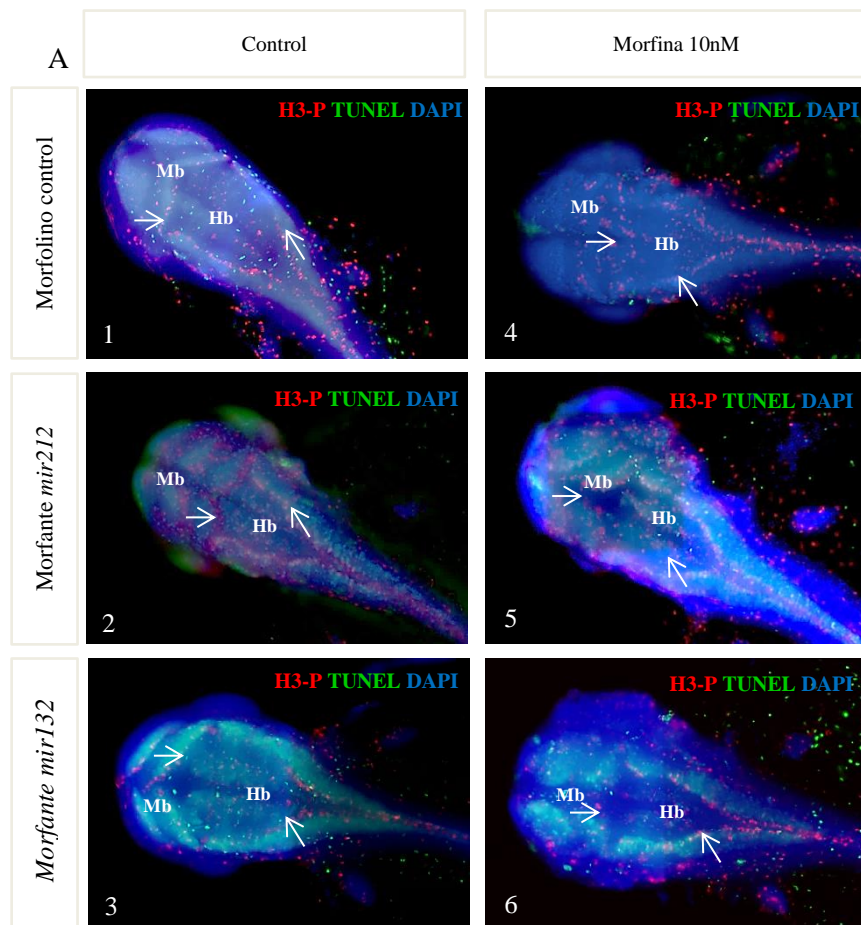 A
Control
Morfina 10nM
Morfolino control
H3-P TUNEL DAPI
Mb
Hb
1
H3-P TUNEL DAPI
Mb
Hb
4
Morfante mir212
H3-P TUNEL DAPI
Mb
Hb
2
H3-P TUNEL DAPI
Mb
Hb
5
Morfante mir132
H3-P TUNEL DAPI
Mb
Hb
3
H3-P TUNEL DAPI
Mb
Hb
6